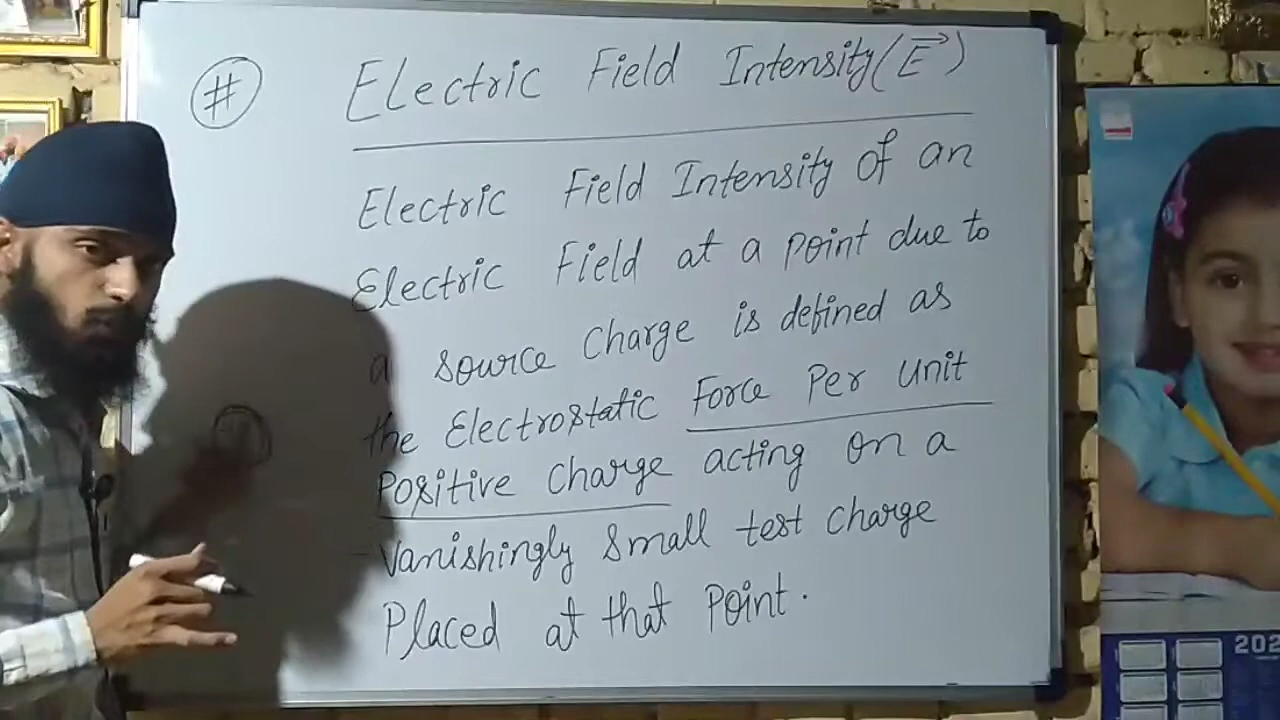 # Electric Field Intensity (E⃗)
Electric Field Intensity of an
Electric Field at a point due to
a source charge is defined as
the Electrostatic Force Per unit
Positive charge acting on a
Vanishingly small test charge
Placed at that Point.
202